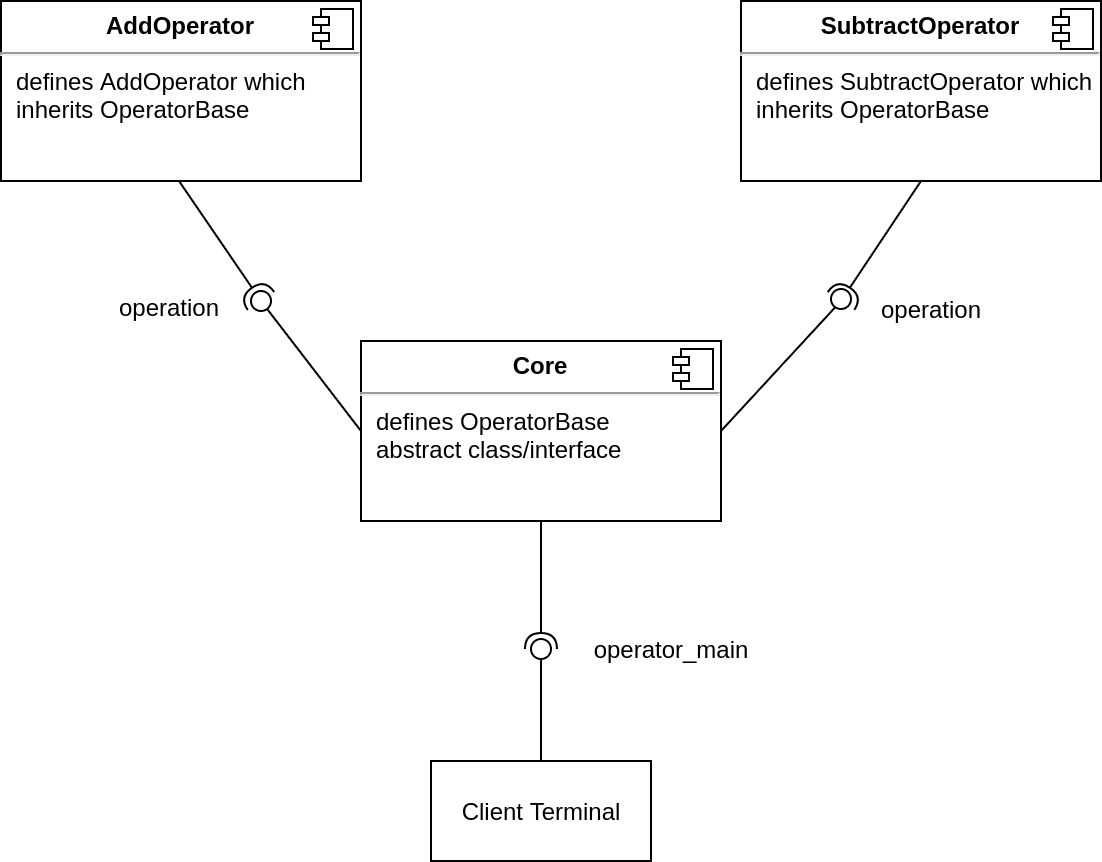 AddOperator
defines AddOperator which
inherits OperatorBase
SubtractOperator
defines SubtractOperator which
inherits OperatorBase
operation
operation
Core
defines OperatorBase
abstract class/interface
operator_main
Client Terminal